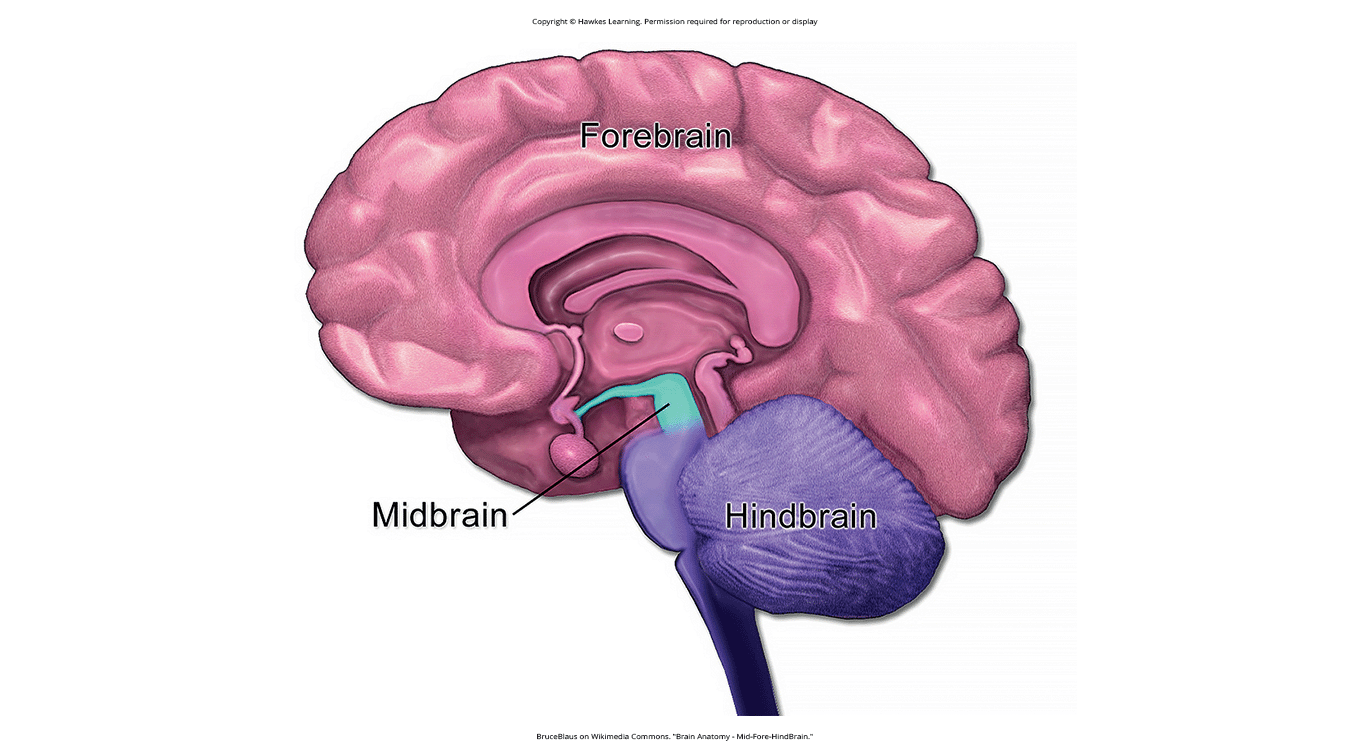 Copyright © Hawkes Learning. Permission required for reproduction or display
Forebrain
Midbrain
Hindbrain
BruceBlaus on Wikimedia Commons. "Brain Anatomy - Mid-Fore-HindBrain."